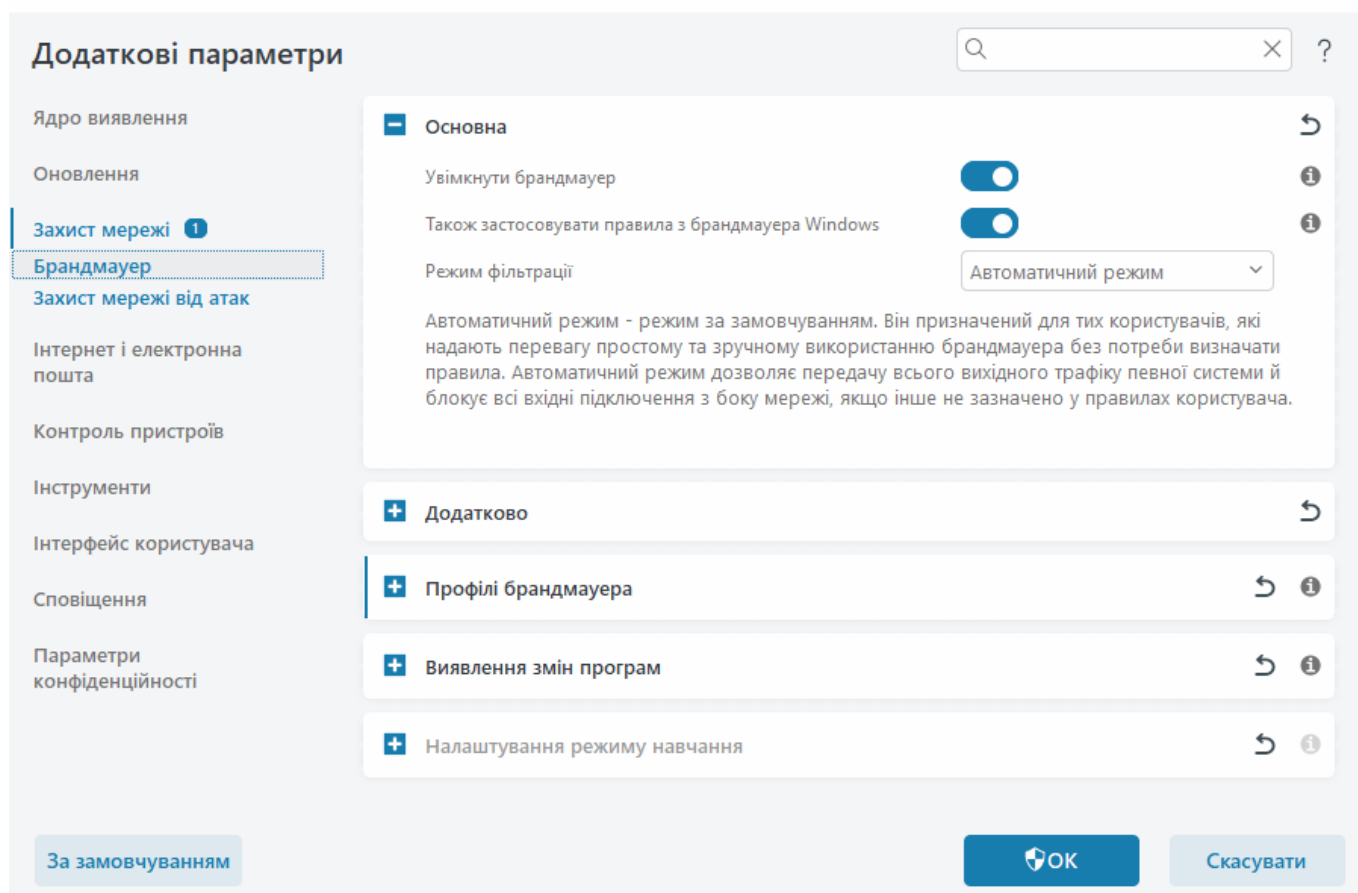 Додаткові параметри
?
Ядро виявлення
Оновлення
Захист мережі 1
Брандмауер
Захист мережі від атак
Інтернет і електронна
пошта
Контроль пристроїв
Інструменти
Інтерфейс користувача
Сповіщення
Параметри
конфіденційності
Основна
Увімкнути брандмауер
Також застосовувати правила з брандмауера Windows
Режим фільтрації
Автоматичний режим
Автоматичний режим - режим за замовчуванням. Він призначений для тих користувачів, які
надають перевагу простому та зручному використанню брандмауера без потреби визначати
правила. Автоматичний режим дозволяє передачу всього вихідного трафіку певної системи й
блокує всі вхідні підключення з боку мережі, якщо інше не зазначено у правилах користувача.
Додатково
Профілі брандмауера
Виявлення змін програм
Налаштування режиму навчання
За замовчуванням
ОК
Скасувати